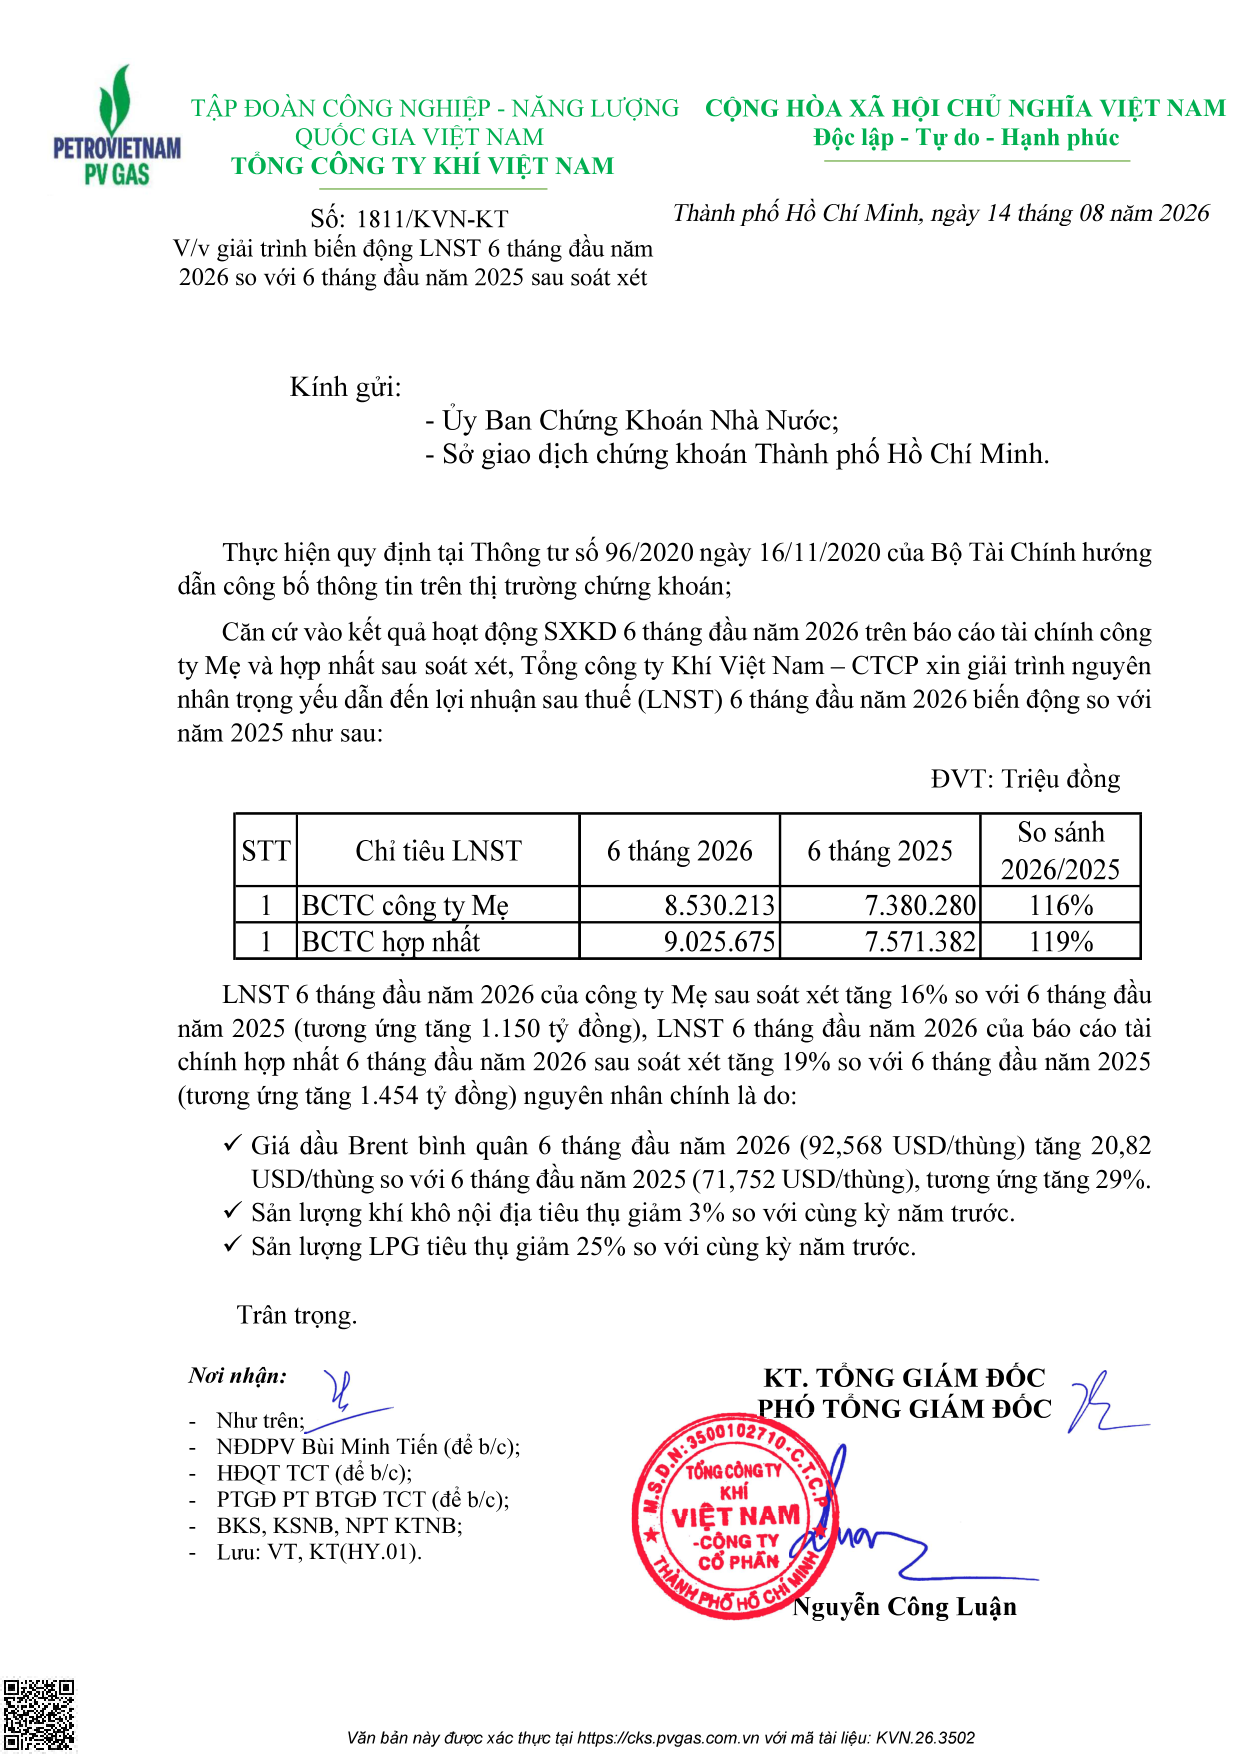 PETROVIETNAM
PV GAS
TẬP ĐOÀN CÔNG NGHIỆP - NĂNG LƯỢNG
QUỐC GIA VIỆT NAM
TỔNG CÔNG TY KHÍ VIỆT NAM
CỘNG HÒA XÃ HỘI CHỦ NGHĨA VIỆT NAM
Độc lập - Tự do - Hạnh phúc
Số: 1811/KVN-KT
V/v giải trình biến động LNST 6 tháng đầu năm
2026 so với 6 tháng đầu năm 2025 sau soát xét
Thành phố Hồ Chí Minh, ngày 14 tháng 08 năm 2026
Kính gửi:
- Ủy Ban Chứng Khoán Nhà Nước;
- Sở giao dịch chứng khoán Thành phố Hồ Chí Minh.
Thực hiện quy định tại Thông tư số 96/2020 ngày 16/11/2020 của Bộ Tài Chính hướng
dẫn công bố thông tin trên thị trường chứng khoán;
Căn cứ vào kết quả hoạt động SXKD 6 tháng đầu năm 2026 trên báo cáo tài chính công
ty Mẹ và hợp nhất sau soát xét, Tổng công ty Khí Việt Nam – CTCP xin giải trình nguyên
nhân trọng yếu dẫn đến lợi nhuận sau thuế (LNST) 6 tháng đầu năm 2026 biến động so với
năm 2025 như sau:
ĐVT: Triệu đồng
STT Chỉ tiêu LNST 6 tháng 2026 6 tháng 2025 So sánh
2026/2025
1 BCTC công ty Mẹ 8.530.213 7.380.280 116%
1 BCTC hợp nhất 9.025.675 7.571.382 119%
LNST 6 tháng đầu năm 2026 của công ty Mẹ sau soát xét tăng 16% so với 6 tháng đầu
năm 2025 (tương ứng tăng 1.150 tỷ đồng), LNST 6 tháng đầu năm 2026 của báo cáo tài
chính hợp nhất 6 tháng đầu năm 2026 sau soát xét tăng 19% so với 6 tháng đầu năm 2025
(tương ứng tăng 1.454 tỷ đồng) nguyên nhân chính là do:
✓ Giá dầu Brent bình quân 6 tháng đầu năm 2026 (92,568 USD/thùng) tăng 20,82
USD/thùng so với 6 tháng đầu năm 2025 (71,752 USD/thùng), tương ứng tăng 29%.
✓ Sản lượng khí khô nội địa tiêu thụ giảm 3% so với cùng kỳ năm trước.
✓ Sản lượng LPG tiêu thụ giảm 25% so với cùng kỳ năm trước.
Trân trọng.
Nơi nhận:
- Như trên;
- NĐDPV Bùi Minh Tiến (để b/c);
- HĐQT TCT (để b/c);
- PTGĐ PT BTGĐ TCT (để b/c);
- BKS, KSNB, NPT KTNB;
- Lưu: VT, KT(HY.01).
KT. TỔNG GIÁM ĐỐC
PHÓ TỔNG GIÁM ĐỐC
M.S.D.N: 3500102710-C.T.C.P
TỔNG CÔNG TY
KHÍ
VIỆT NAM
-CÔNG TY
CỔ PHẦN
THÀNH PHỐ HỒ CHÍ MINH
Nguyễn Công Luận
Văn bản này được xác thực tại https://cks.pvgas.com.vn với mã tài liệu: KVN.26.3502